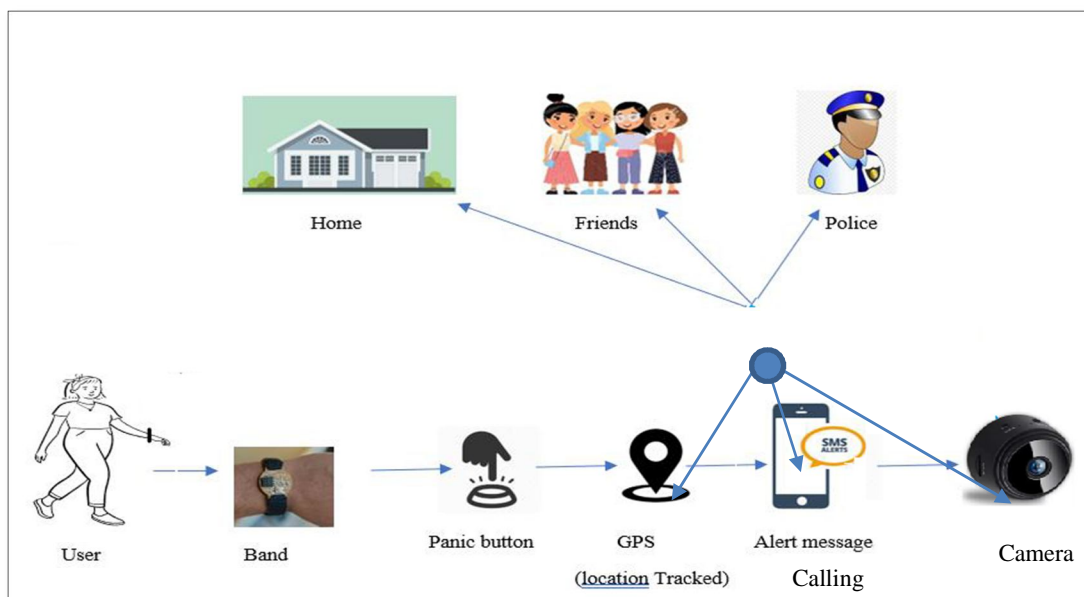 Home
Friends
Police
SMS
ALERTS
User
Band
Panic button
GPS
(location Tracked)
Alert message
Calling
Camera